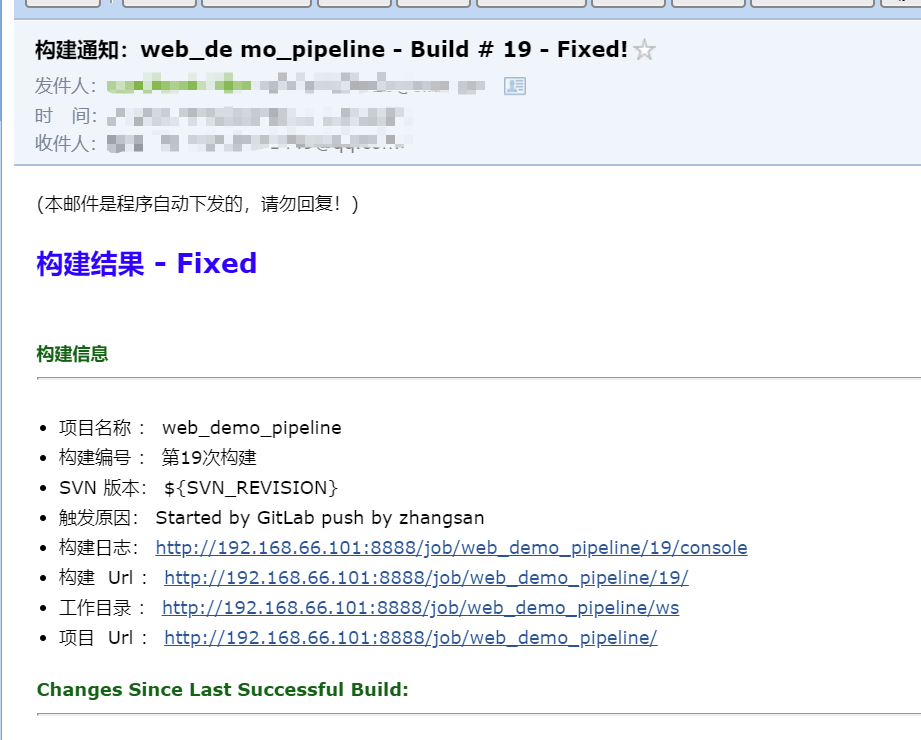 构建通知：web_de mo_pipeline - Build # 19 - Fixed!
发件人：
时　间：
收件人：
(本邮件是程序自动下发的，请勿回复！)
构建结果 - Fixed
构建信息
项目名称 ： web_demo_pipeline
构建编号 ： 第19次构建
SVN 版本： ${SVN_REVISION}
触发原因： Started by GitLab push by zhangsan
构建日志： http://192.168.66.101:8888/job/web_demo_pipeline/19/console
构建 Url ： http://192.168.66.101:8888/job/web_demo_pipeline/19/
工作目录 ： http://192.168.66.101:8888/job/web_demo_pipeline/ws
项目 Url ： http://192.168.66.101:8888/job/web_demo_pipeline/
Changes Since Last Successful Build: